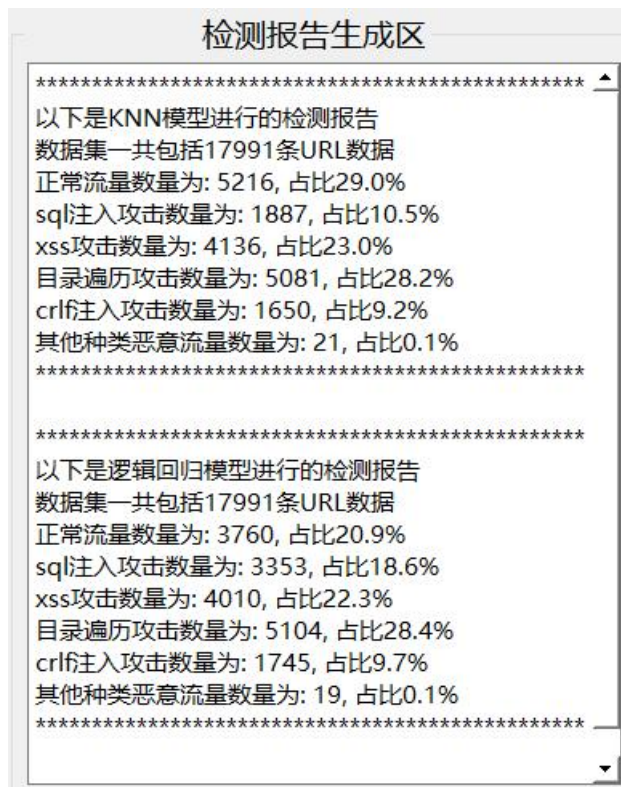 检测报告生成区
*************************************************
以下是KNN模型进行的检测报告
数据集一共包括17991条URL数据
正常流量数量为: 5216, 占比29.0%
sql注入攻击数量为: 1887, 占比10.5%
xss攻击数量为: 4136, 占比23.0%
目录遍历攻击数量为: 5081, 占比28.2%
crlf注入攻击数量为: 1650, 占比9.2%
其他种类恶意流量数量为: 21, 占比0.1%
*************************************************
*************************************************
以下是逻辑回归模型进行的检测报告
数据集一共包括17991条URL数据
正常流量数量为: 3760, 占比20.9%
sql注入攻击数量为: 3353, 占比18.6%
xss攻击数量为: 4010, 占比22.3%
目录遍历攻击数量为: 5104, 占比28.4%
crlf注入攻击数量为: 1745, 占比9.7%
其他种类恶意流量数量为: 19, 占比0.1%
*************************************************